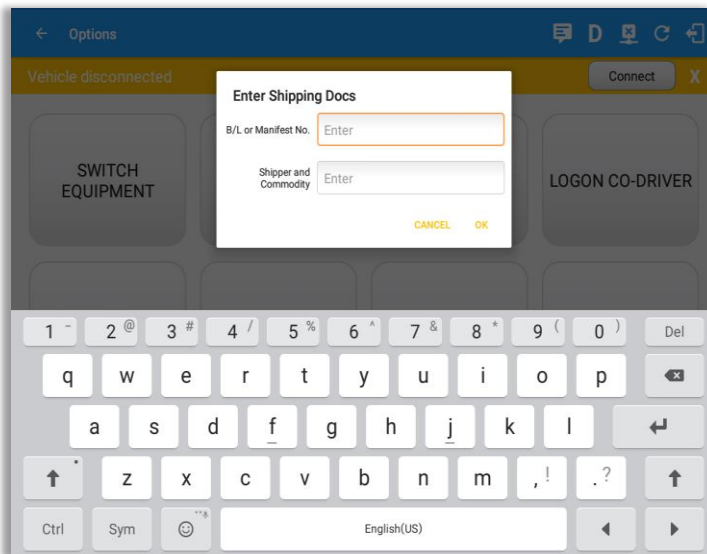 Options
D
Vehicle disconnected
Connect
X
Enter Shipping Docs
B/L or Manifest No.
Enter
Shipper and
Commodity
Enter
CANCEL OK
SWITCH
EQUIPMENT
LOGON CO-DRIVER
1 - 2 @ 3 # 4 / 5 % 6 ^ 7 & 8 * 9 ( 0 ) Del
q w e r t y u i o p
a s d f g h j k l
z x c v b n m , ! . ?
Ctrl Sym English(US)